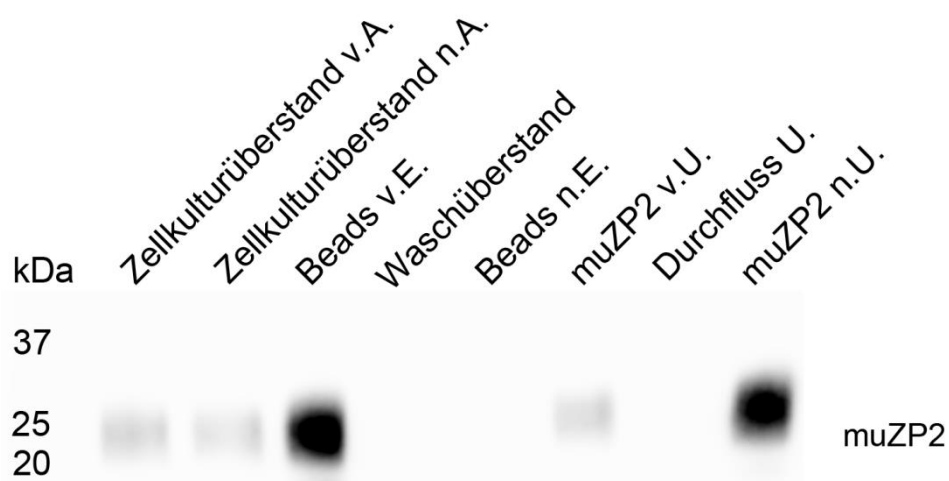 Zellkulturüberstand v.A.
Zellkulturüberstand n.A.
Beads v.E.
Waschüberstand
Beads n.E.
muZP2 v.U.
Durchfluss U.
muZP2 n.U.
kDa
37
25
20
muZP2